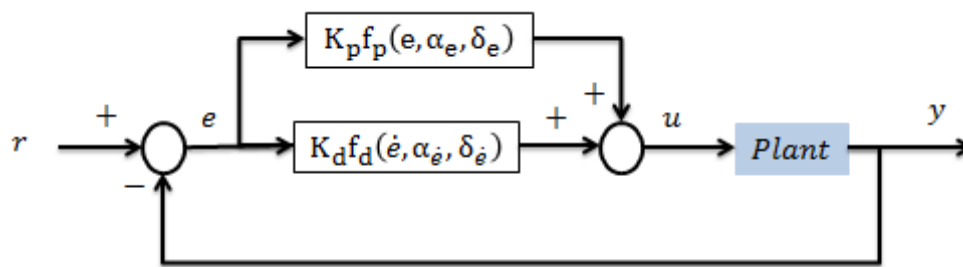 K_p f_p(e, α_e, δ_e)
+
+ e + u y
r
K_d f_d(ė, α_ė, δ_ė) Plant
−